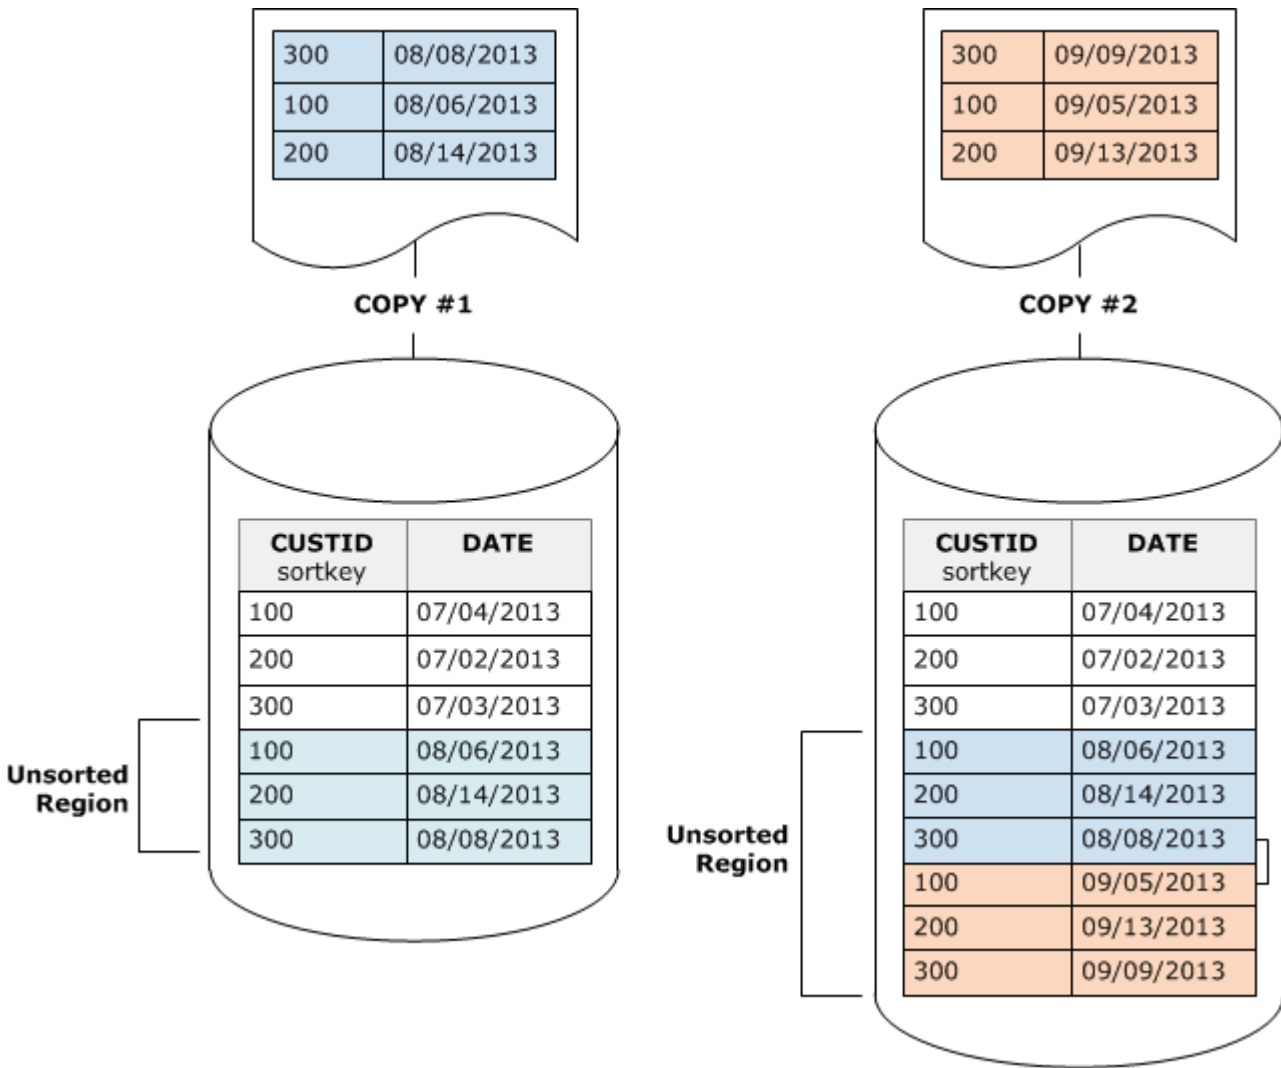 300 08/08/2013
100 08/06/2013
200 08/14/2013
COPY #1
CUSTID DATE
sortkey
100 07/04/2013
200 07/02/2013
300 07/03/2013
100 08/06/2013
200 08/14/2013
300 08/08/2013
Unsorted
Region
300 09/09/2013
100 09/05/2013
200 09/13/2013
COPY #2
CUSTID DATE
sortkey
100 07/04/2013
200 07/02/2013
300 07/03/2013
100 08/06/2013
200 08/14/2013
300 08/08/2013
100 09/05/2013
200 09/13/2013
300 09/09/2013
Unsorted
Region